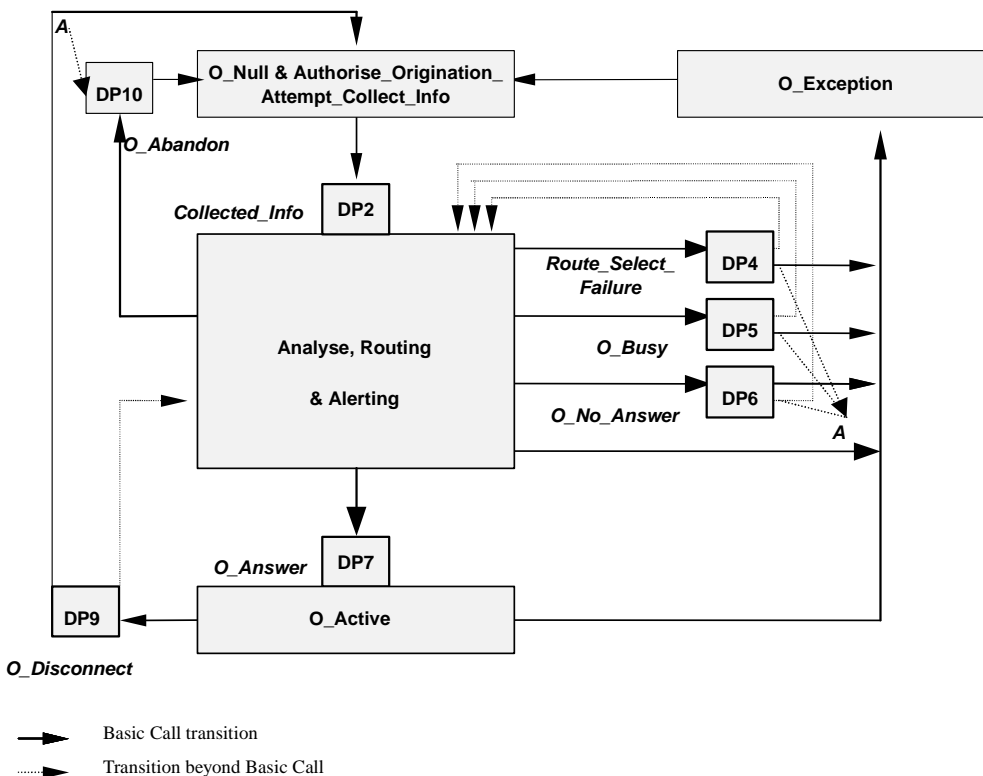 A
O_Null & Authorise_Origination_
Attempt_Collect_Info
O_Exception
DP10
O_Abandon
Collected_Info
DP2
Route_Select_
Failure
DP4
O_Busy
DP5
Analyse, Routing
& Alerting
O_No_Answer
DP6
A
O_Answer
DP7
DP9
O_Active
O_Disconnect
Basic Call transition
Transition beyond Basic Call